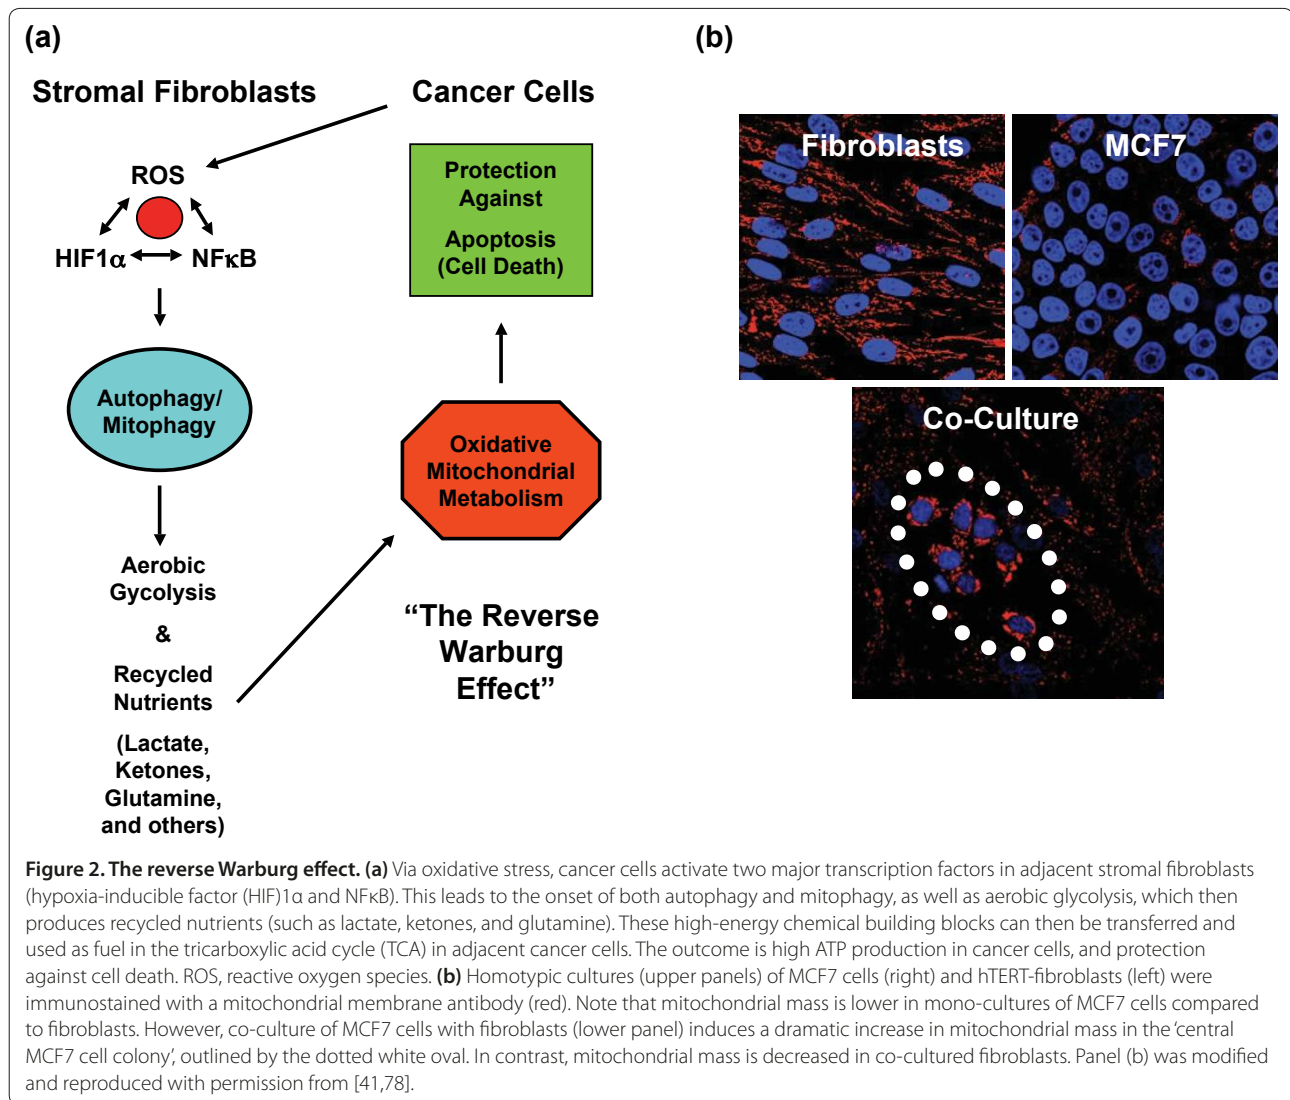 (a)
Stromal Fibroblasts
Cancer Cells
ROS
HIF1α
NFκB
Autophagy/
Mitophagy
Aerobic
Gycolysis
&
Recycled
Nutrients
(Lactate,
Ketones,
Glutamine,
and others)
Protection
Against
Apoptosis
(Cell Death)
Oxidative
Mitochondrial
Metabolism
“The Reverse
Warburg
Effect”
(b)
Fibroblasts
MCF7
Co-Culture
Figure 2. The reverse Warburg effect. (a) Via oxidative stress, cancer cells activate two major transcription factors in adjacent stromal fibroblasts
(hypoxia-inducible factor (HIF)1α and NFκB). This leads to the onset of both autophagy and mitophagy, as well as aerobic glycolysis, which then
produces recycled nutrients (such as lactate, ketones, and glutamine). These high-energy chemical building blocks can then be transferred and
used as fuel in the tricarboxylic acid cycle (TCA) in adjacent cancer cells. The outcome is high ATP production in cancer cells, and protection
against cell death. ROS, reactive oxygen species. (b) Homotypic cultures (upper panels) of MCF7 cells (right) and hTERT-fibroblasts (left) were
immunostained with a mitochondrial membrane antibody (red). Note that mitochondrial mass is lower in mono-cultures of MCF7 cells compared
to fibroblasts. However, co-culture of MCF7 cells with fibroblasts (lower panel) induces a dramatic increase in mitochondrial mass in the ‘central
MCF7 cell colony’, outlined by the dotted white oval. In contrast, mitochondrial mass is decreased in co-cultured fibroblasts. Panel (b) was modified
and reproduced with permission from [41,78].